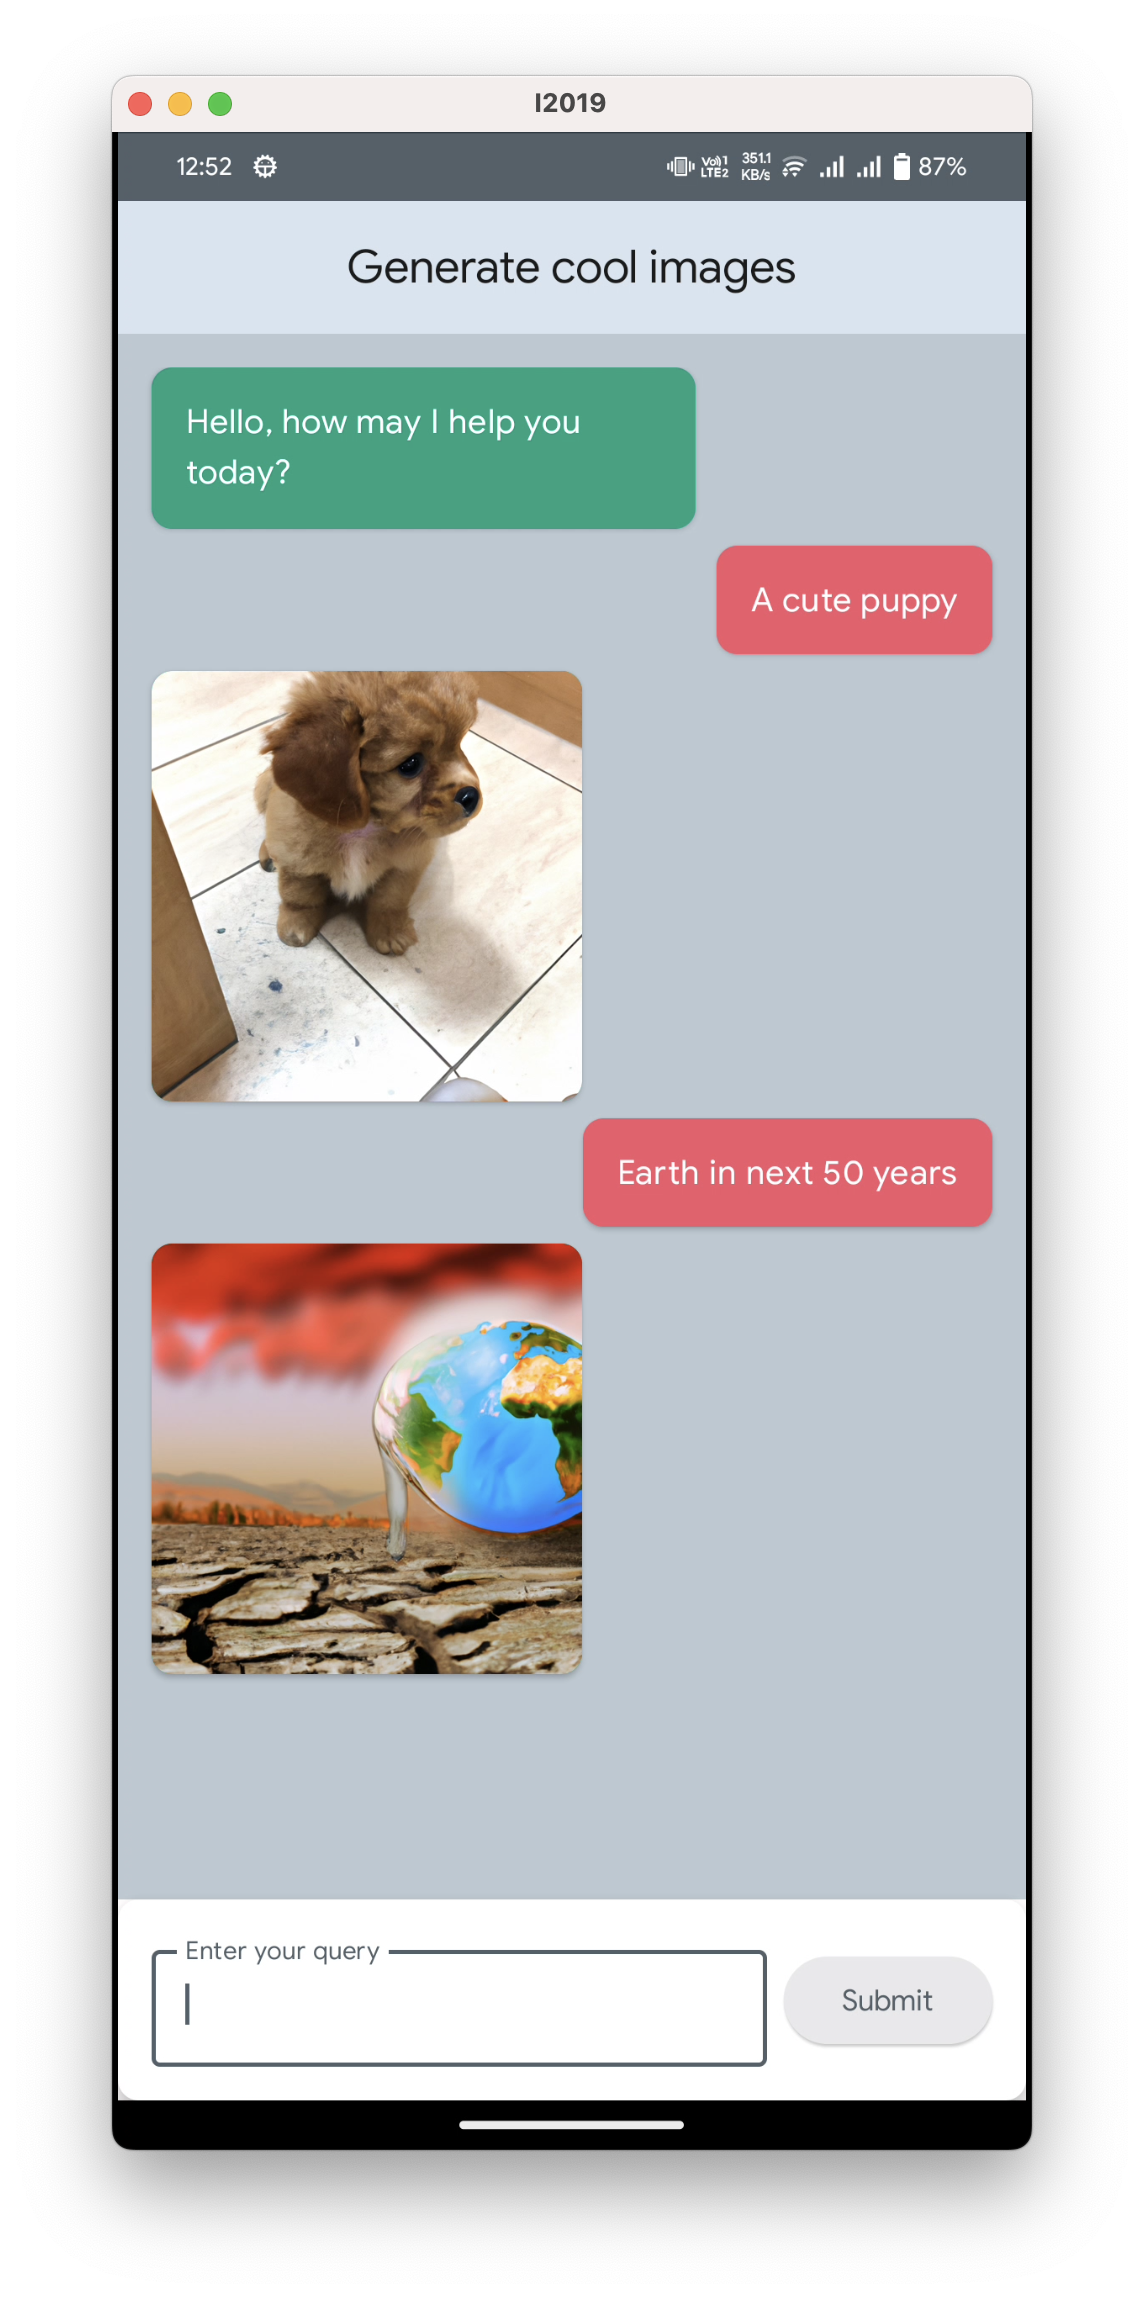 I2019
12:52
Vo) 1
LTE2
351.1
KB/s
87%
Generate cool images
Hello, how may I help you
today?
A cute puppy
Earth in next 50 years
Enter your query
Submit